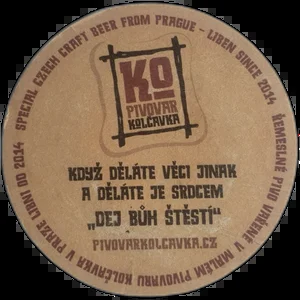 SPECIAL CZECH CRAFT BEER FROM PRAGUE - LIBEN SINCE 2014
KO
PIVOVAR
KOLČAVKA
KDYŽ DĚLÁTE VĚCI JINAK
A DĚLÁTE JE SRDCEM
„DEJ BŮH ŠTĚSTÍ“
PIVOVARKOLCAVKA.CZ
ŘEMESLNÉ PIVO VAŘENÉ V MALÉM PIVOVARU KOLČAVKA V PRAZE LIBNI OD 2014